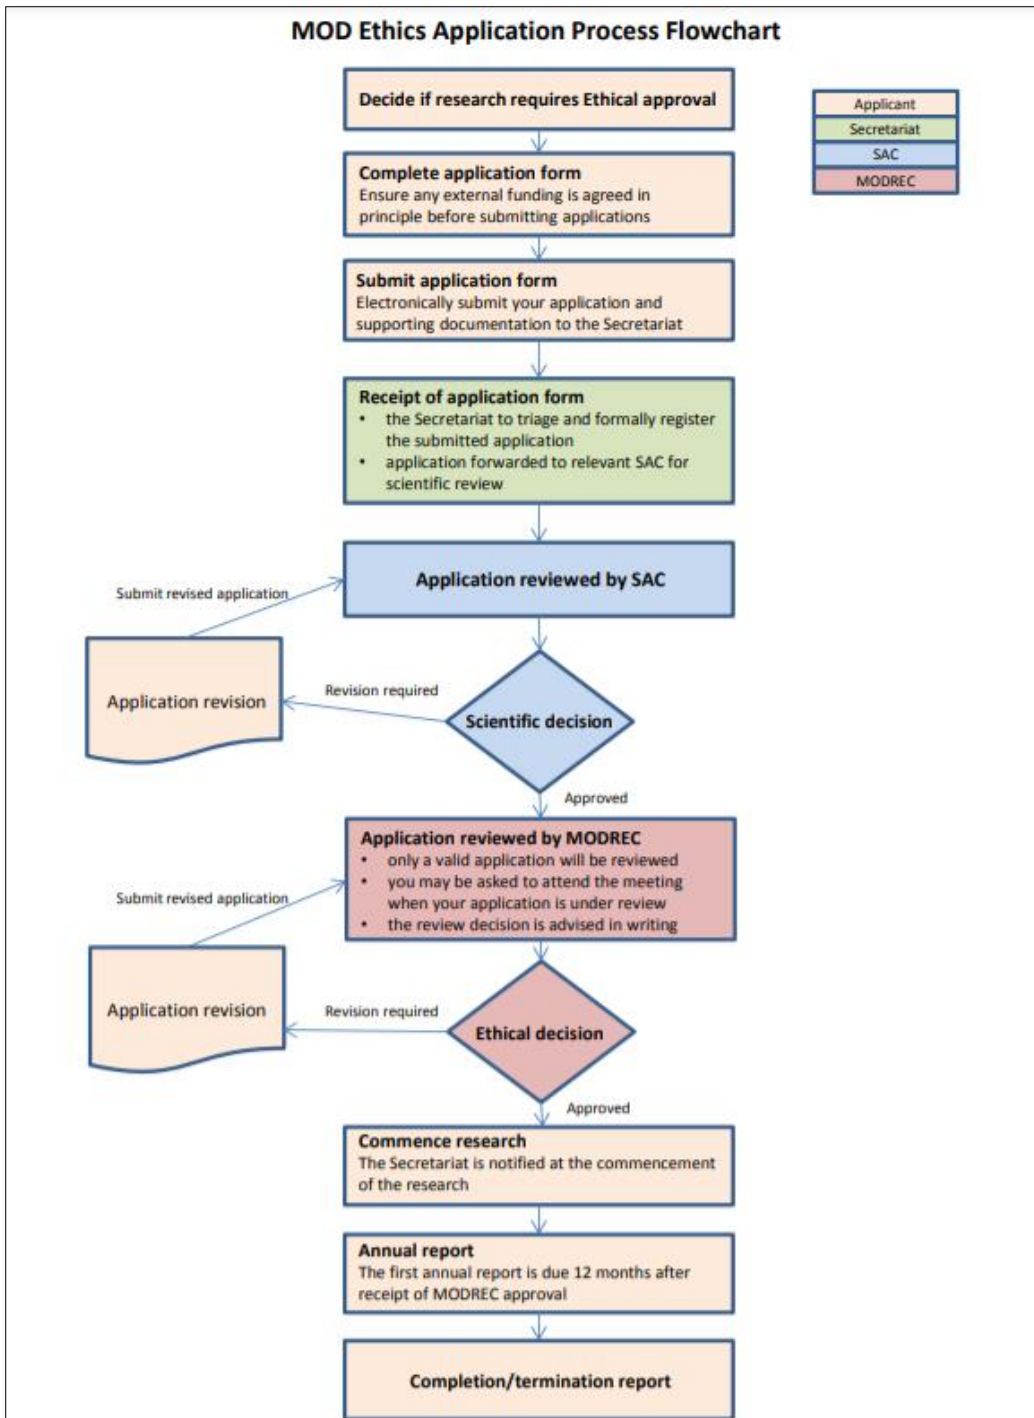 MOD Ethics Application Process Flowchart
Decide if research requires Ethical approval
Applicant
Secretariat
SAC
MODREC
Complete application form
Ensure any external funding is agreed in
principle before submitting applications
Submit application form
Electronically submit your application and
supporting documentation to the Secretariat
Receipt of application form
• the Secretariat to triage and formally register
the submitted application
• application forwarded to relevant SAC for
scientific review
Application reviewed by SAC
Submit revised application
Application revision
Revision required
Scientific decision
Approved
Application reviewed by MODREC
• only a valid application will be reviewed
• you may be asked to attend the meeting
when your application is under review
• the review decision is advised in writing
Submit revised application
Application revision
Revision required
Ethical decision
Approved
Commence research
The Secretariat is notified at the commencement
of the research
Annual report
The first annual report is due 12 months after
receipt of MODREC approval
Completion/termination report